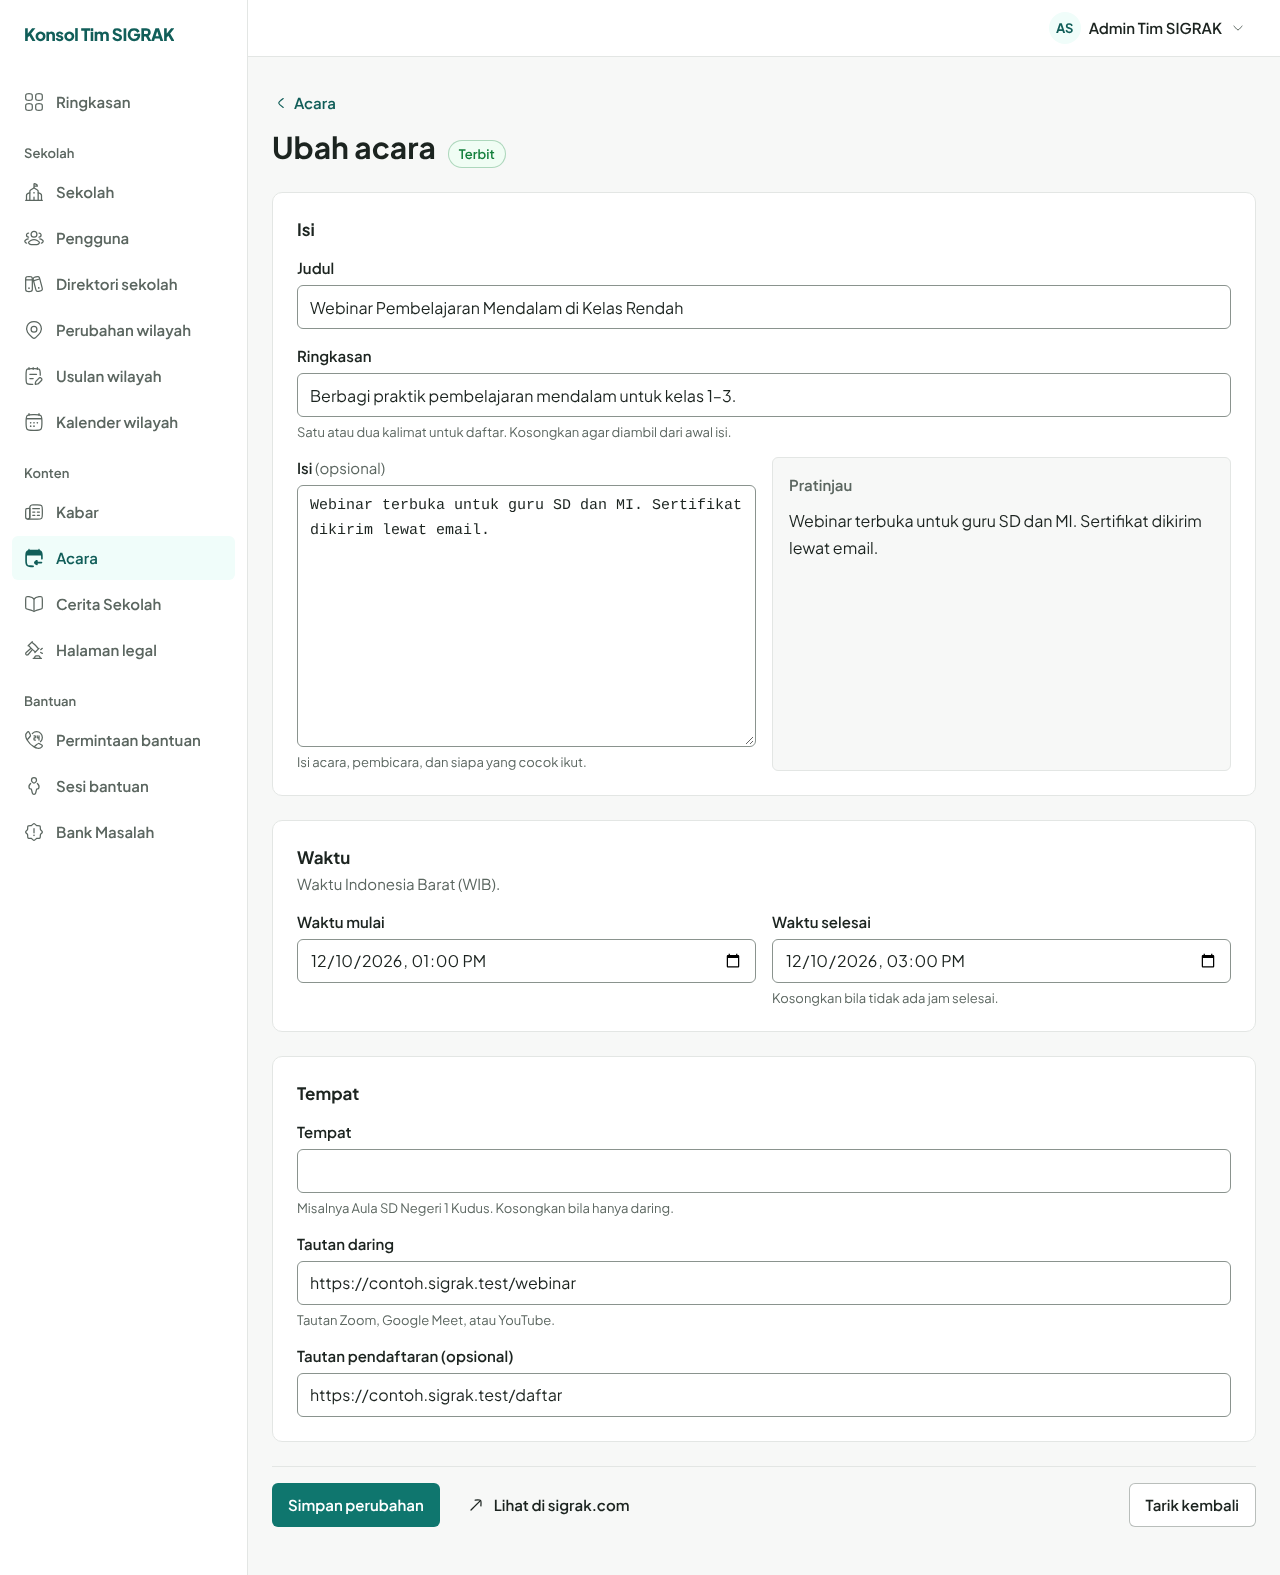 Konsol Tim SIGRAK
AS Admin Tim SIGRAK
Ringkasan
Sekolah
Sekolah
Pengguna
Direktori sekolah
Perubahan wilayah
Usulan wilayah
Kalender wilayah
Konten
Kabar
Acara
Cerita Sekolah
Halaman legal
Bantuan
Permintaan bantuan
Sesi bantuan
Bank Masalah
Acara
Ubah acara Terbit
Isi
Judul
Webinar Pembelajaran Mendalam di Kelas Rendah
Ringkasan
Berbagi praktik pembelajaran mendalam untuk kelas 1–3.
Satu atau dua kalimat untuk daftar. Kosongkan agar diambil dari awal isi.
Isi (opsional)
Webinar terbuka untuk guru SD dan MI. Sertifikat
dikirim lewat email.
Isi acara, pembicara, dan siapa yang cocok ikut.
Pratinjau
Webinar terbuka untuk guru SD dan MI. Sertifikat dikirim
lewat email.
Waktu
Waktu Indonesia Barat (WIB).
Waktu mulai
12/10/2026, 01:00 PM
Waktu selesai
12/10/2026, 03:00 PM
Kosongkan bila tidak ada jam selesai.
Tempat
Tempat
Misalnya Aula SD Negeri 1 Kudus. Kosongkan bila hanya daring.
Tautan daring
https://contoh.sigrak.test/webinar
Tautan Zoom, Google Meet, atau YouTube.
Tautan pendaftaran (opsional)
https://contoh.sigrak.test/daftar
Simpan perubahan
Lihat di sigrak.com
Tarik kembali